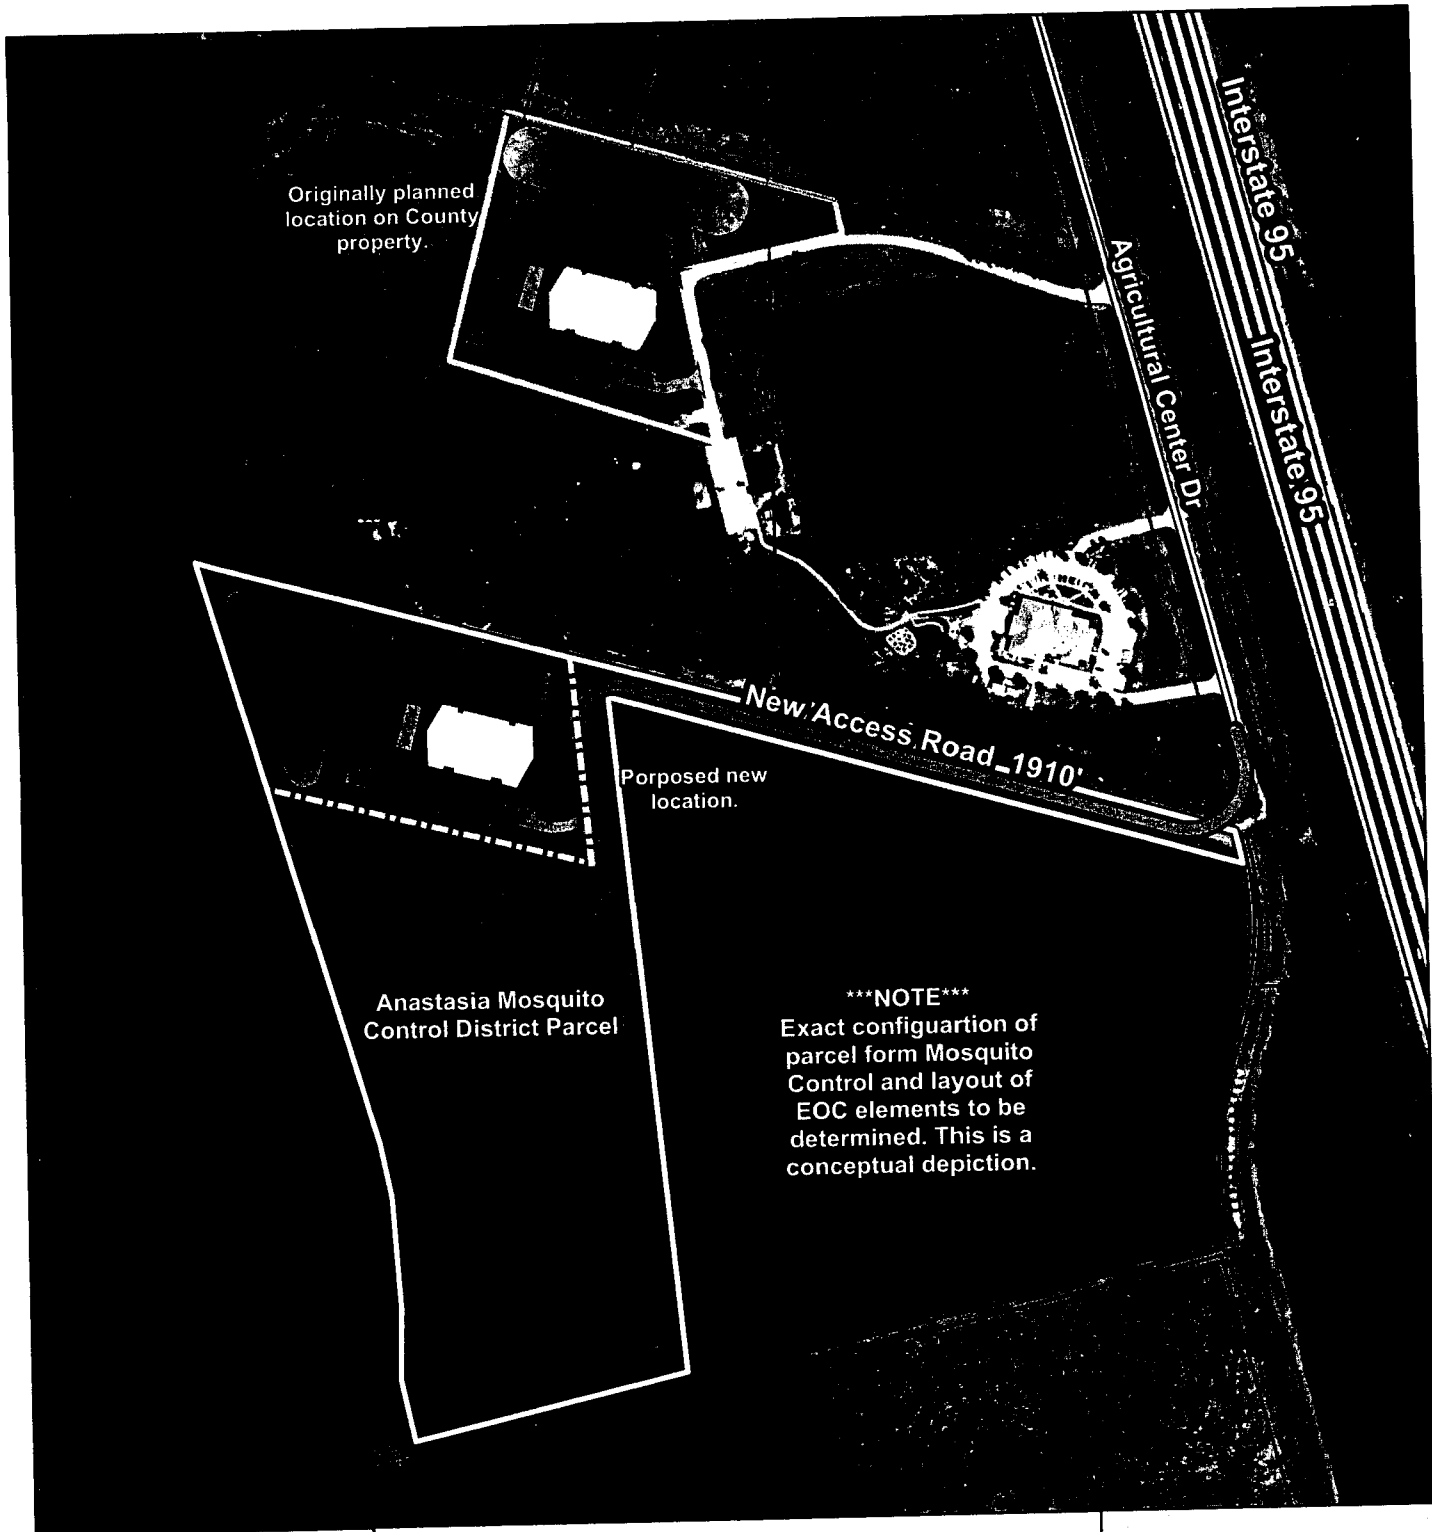 Originally planned
location on County
property.
Interstate 95
Agricultural Center Dr
Interstate 95
New Access Road 1910'
Porposed new
location.
Anastasia Mosquito
Control District Parcel
***NOTE***
Exact configuartion of
parcel form Mosquito
Control and layout of
EOC elements to be
determined. This is a
conceptual depiction.